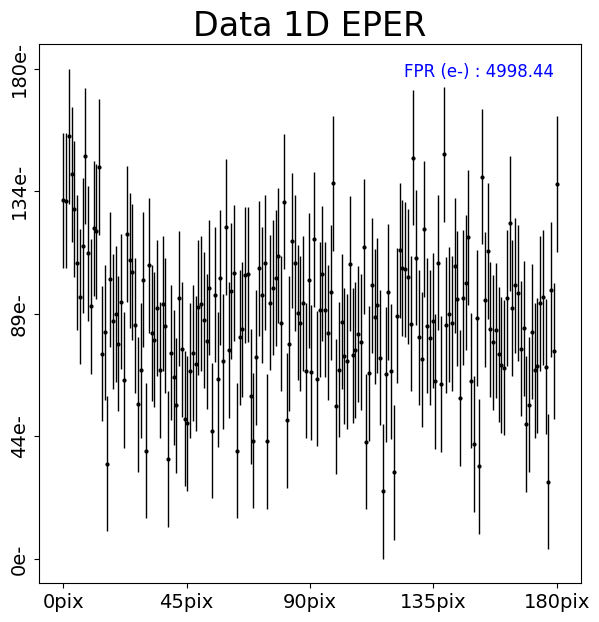 Data 1D EPER
FPR (e-) : 4998.44
180e-
134e-
89e-
44e-
0e-
0pix 45pix 90pix 135pix 180pix